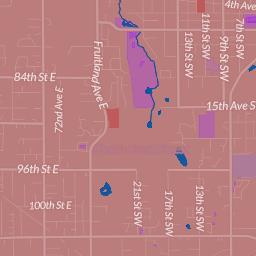 4th Ave
11th St SW
7th St SW
13th St SW
9th St SW
Fruitland Ave E
84th St E
72nd Ave E
15th Ave S
96th St E
100th St E
21st St SW
17th St SW
13th St SW